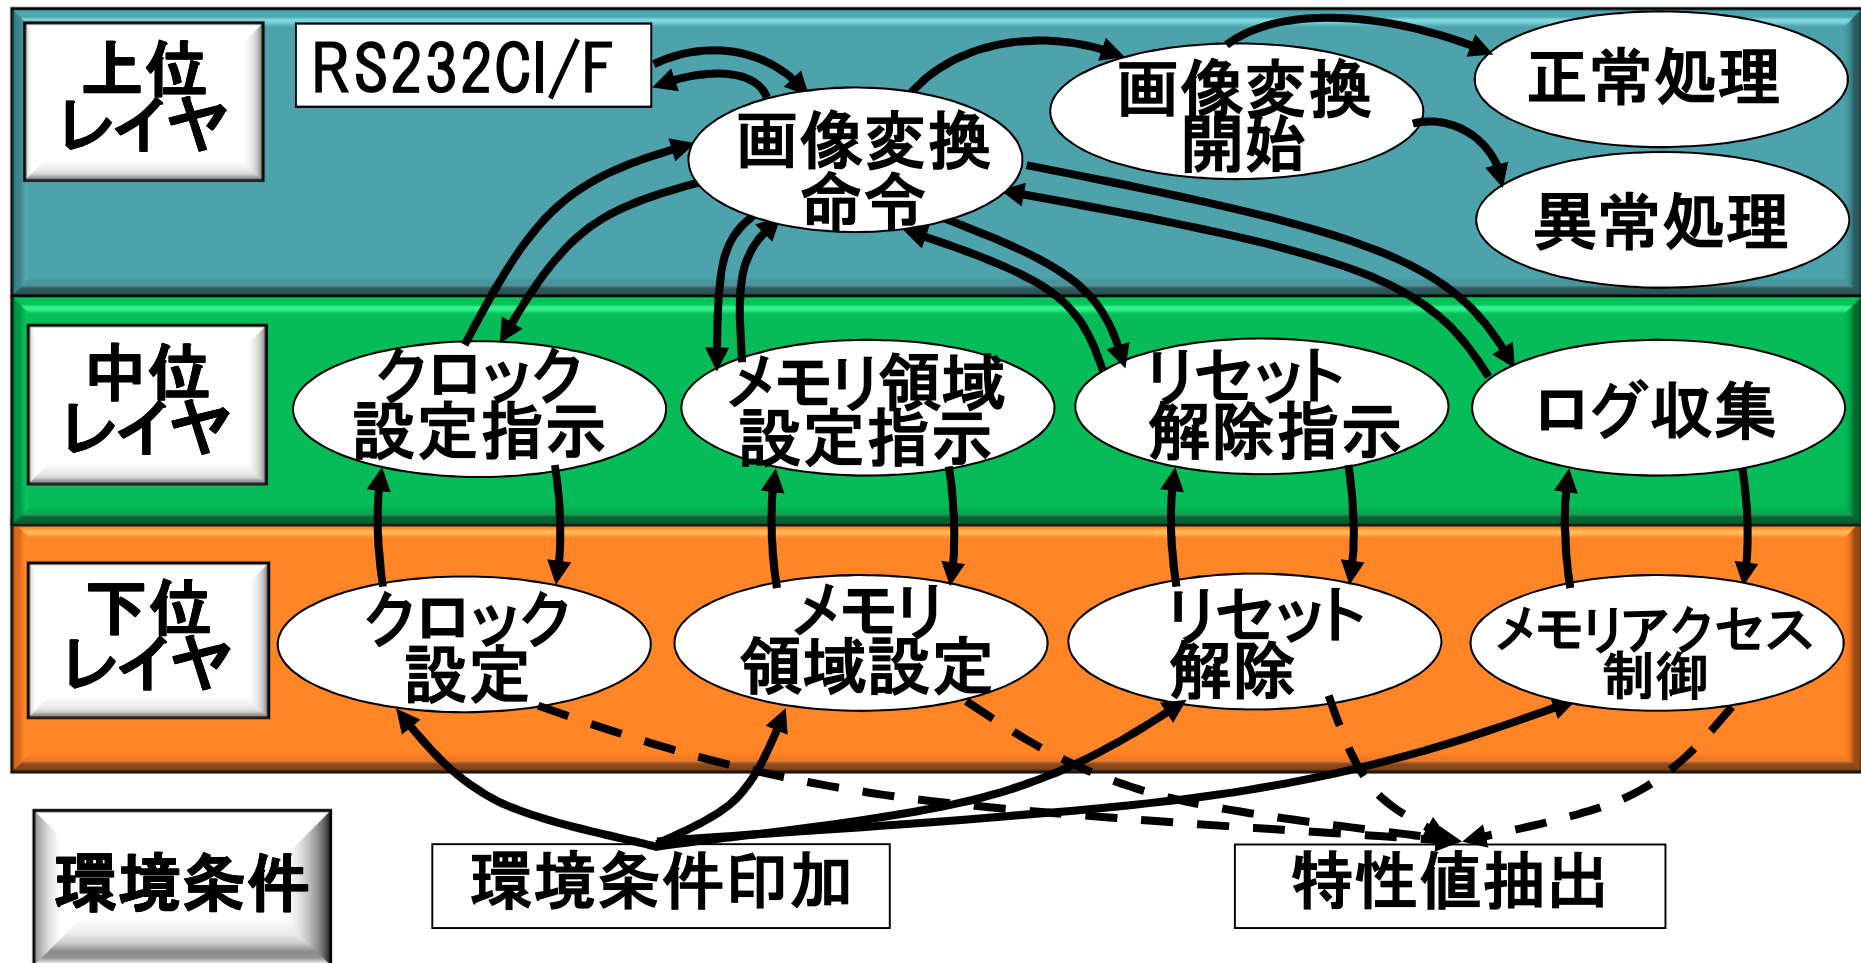 上位
レイヤ
RS232CI/F
画像変換
命令
画像変換
開始
正常処理
異常処理
中位
レイヤ
クロック
設定指示
メモリ領域
設定指示
リセット
解除指示
ログ収集
下位
レイヤ
クロック
設定
メモリ
領域設定
リセット
解除
メモリアクセス
制御
環境条件
環境条件印加
特性値抽出